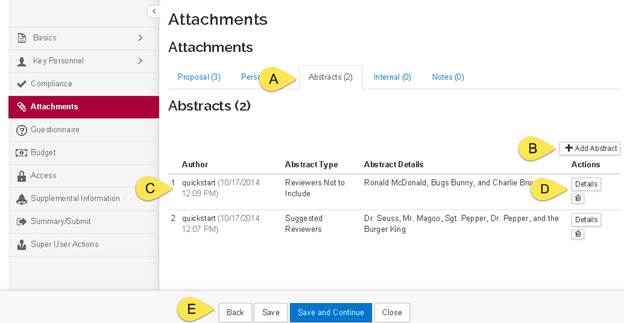 Attachments
Basics
Key Personnel
Compliance
Attachments
Questionnaire
Budget
Access
Supplemental Information
Summary/Submit
Super User Actions
Attachments
Proposal (3)
A
Abstracts (2)
Internal (0)
Notes (0)
Abstracts (2)
B
Add Abstract
Author
Abstract Type
Abstract Details
Actions
C
1
quickstart (10/17/2014
12:09 PM)
Reviewers Not to
Include
Ronald McDonald, Bugs Bunny, and Charlie
D
Details
2
quickstart (10/17/2014
12:07 PM)
Suggested
Reviewers
Dr. Seuss, Mr. Magoo, Sgt. Pepper, Dr. Pepper, and the
Burger King
Details
E
Back
Save
Save and Continue
Close